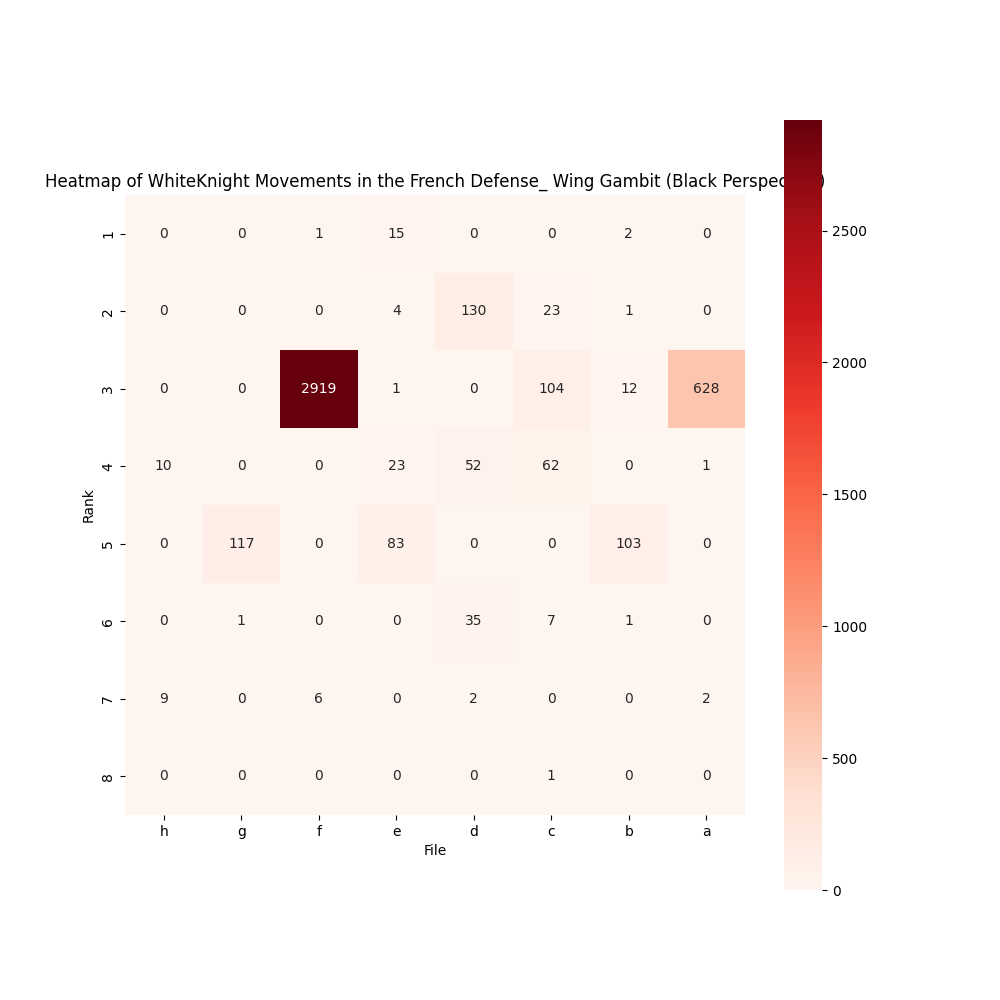 Heatmap of WhiteKnight Movements in the French Defense_ Wing Gambit (Black Perspec )
1 0 0 1 15 0 0 2 0
2 0 0 0 4 130 23 1 0
3 0 0 2919 1 0 104 12 628
4 10 0 0 23 52 62 0 1
5 0 117 0 83 0 0 103 0
6 0 1 0 0 35 7 1 0
7 9 0 6 0 2 0 0 2
8 0 0 0 0 0 1 0 0
Rank
h g f e d c b a
File
2500
2000
1500
1000
500
0